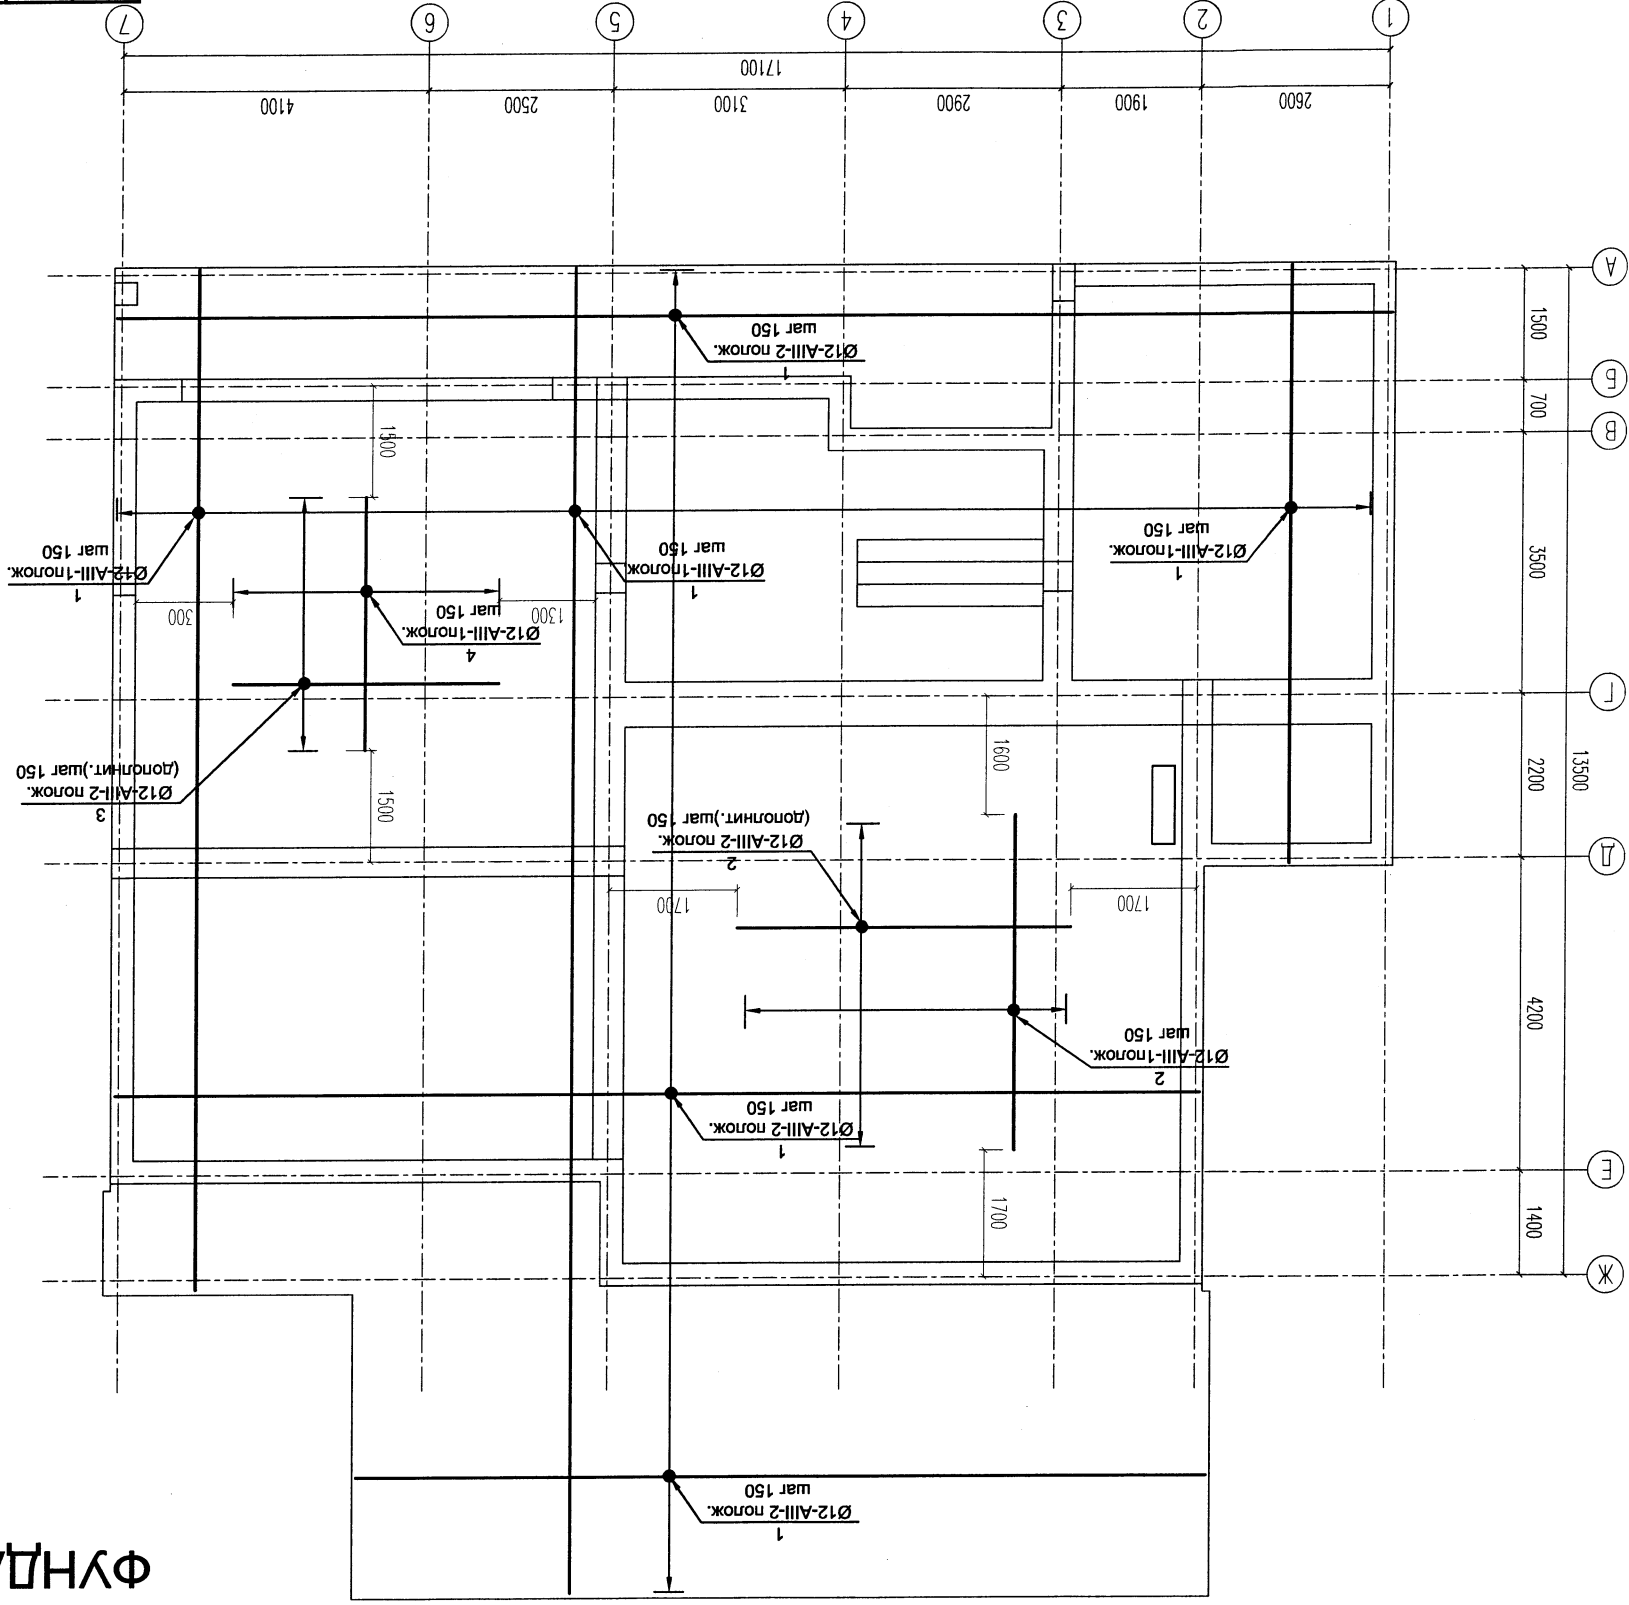 ФУНД
1
Ø12-АIII-2 полож.
шаг 150
Ж
1400
1700
Е
1
Ø12-АIII-2 полож.
шаг 150
2
Ø12-АIII-1полож.
шаг 150
4200
1700
1700
Д
2
Ø12-АIII-2 полож.
(дополнит.)шаг 150
3
Ø12-АIII-2 полож.
(дополнит.)шаг 150
1500
2200
13500
1600
Г
4
Ø12-АIII-1полож.
шаг 150
1300
300
1
Ø12-АIII-1полож.
шаг 150
1
Ø12-АIII-1полож.
шаг 150
1
Ø12-АIII-1полож.
шаг 150
3500
1500
В
700
Б
1
Ø12-АIII-2 полож.
шаг 150
1500
А
2600
1900
2900
3100
2500
4100
17100
1
2
3
4
5
6
7